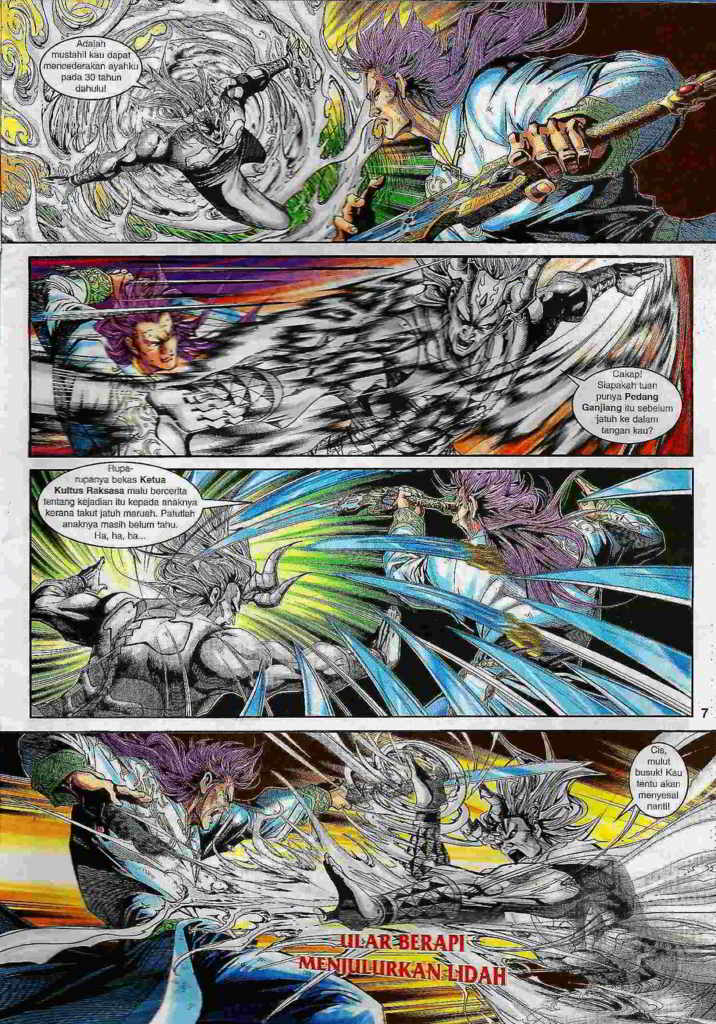 Adalah
mustahil kau dapat
mencederakan ayahku
pada 30 tahun
dahulu!
Cakap!
Siapakah tuan
punya Pedang
Ganjiang itu sebelum
jatuh ke dalam
tangan kau?
Rupa-
rupanya bekas Ketua
Kultus Raksasa malu bercerita
tentang kejadian itu kepada anaknya
kerana takut jatuh maruah. Patutlah
anaknya masih belum tahu.
Ha, ha, ha...
7
Cis,
mulut
busuk! Kau
tentu akan
menyesal
nanti!
ULAR BERAPI
MENJULURKAN LIDAH